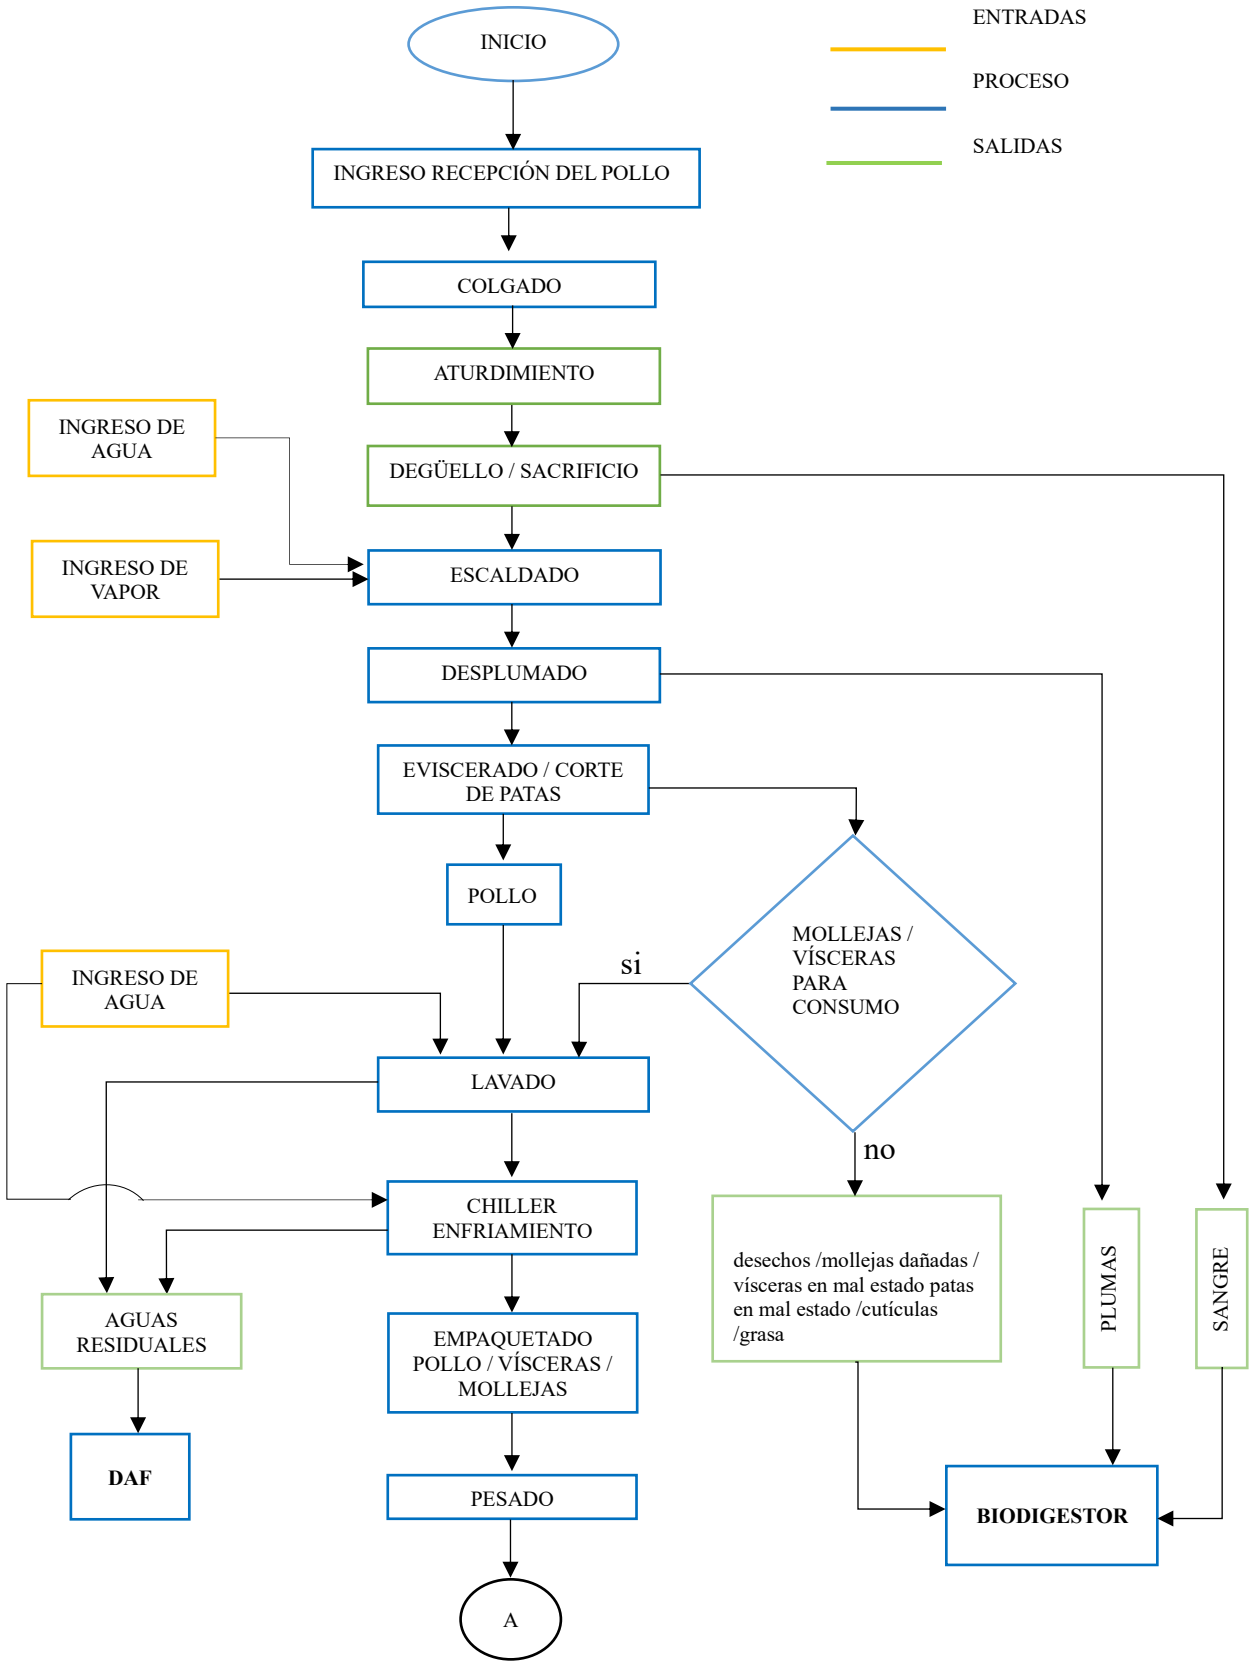 INICIO
ENTRADAS
PROCESO
SALIDAS
INGRESO RECEPCIÓN DEL POLLO
COLGADO
ATURDIMIENTO
INGRESO DE
AGUA
DEGÜELLO / SACRIFICIO
INGRESO DE
VAPOR
ESCALDADO
DESPLUMADO
EVISCERADO / CORTE
DE PATAS
POLLO
MOLLEJAS /
VÍSCERAS
PARA
CONSUMO
si
INGRESO DE
AGUA
LAVADO
no
CHILLER
ENFRIAMIENTO
desechos /mollejas dañadas /
vísceras en mal estado patas
en mal estado /cutículas
/grasa
PLUMAS
SANGRE
AGUAS
RESIDUALES
EMPAQUETADO
POLLO / VÍSCERAS /
MOLLEJAS
DAF
PESADO
BIODIGESTOR
A